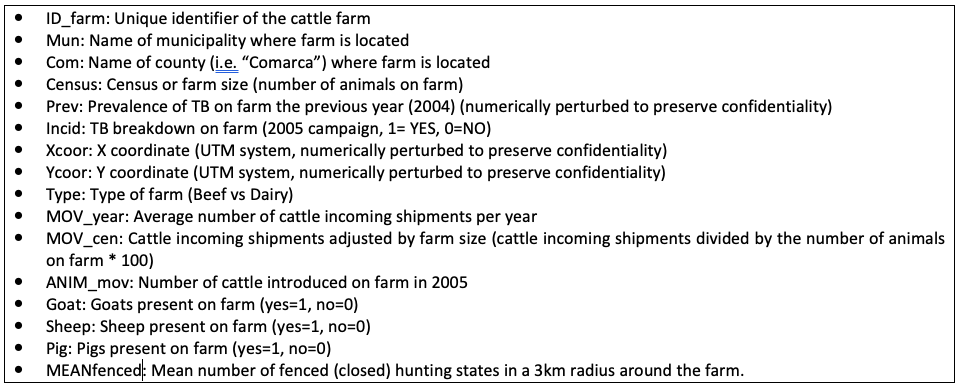 • ID_farm: Unique identifier of the cattle farm
• Mun: Name of municipality where farm is located
• Com: Name of county (i.e. “Comarca”) where farm is located
• Census: Census or farm size (number of animals on farm)
• Prev: Prevalence of TB on farm the previous year (2004) (numerically perturbed to preserve confidentiality)
• Incid: TB breakdown on farm (2005 campaign, 1= YES, 0=NO)
• Xcoor: X coordinate (UTM system, numerically perturbed to preserve confidentiality)
• Ycoor: Y coordinate (UTM system, numerically perturbed to preserve confidentiality)
• Type: Type of farm (Beef vs Dairy)
• MOV_year: Average number of cattle incoming shipments per year
• MOV_cen: Cattle incoming shipments adjusted by farm size (cattle incoming shipments divided by the number of animals
on farm * 100)
• ANIM_mov: Number of cattle introduced on farm in 2005
• Goat: Goats present on farm (yes=1, no=0)
• Sheep: Sheep present on farm (yes=1, no=0)
• Pig: Pigs present on farm (yes=1, no=0)
• MEANfenced: Mean number of fenced (closed) hunting states in a 3km radius around the farm.